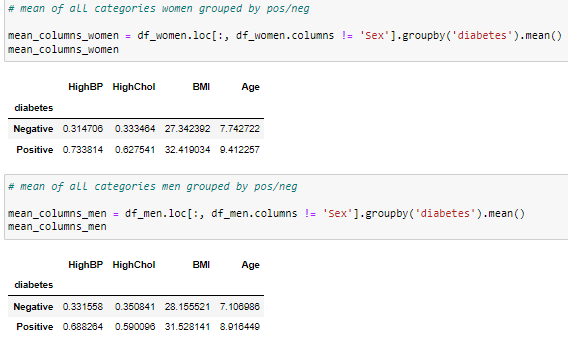 # mean of all categories women grouped by pos/neg
mean_columns_women = df_women.loc[:, df_women.columns != 'Sex'].groupby('diabetes').mean()
mean_columns_women
HighBP HighChol BMI Age
diabetes
Negative 0.314706 0.333464 27.342392 7.742722
Positive 0.733814 0.627541 32.419034 9.412257
# mean of all categories men grouped by pos/neg
mean_columns_men = df_men.loc[:, df_men.columns != 'Sex'].groupby('diabetes').mean()
mean_columns_men
HighBP HighChol BMI Age
diabetes
Negative 0.331558 0.350841 28.155521 7.106986
Positive 0.688264 0.590096 31.528141 8.916449